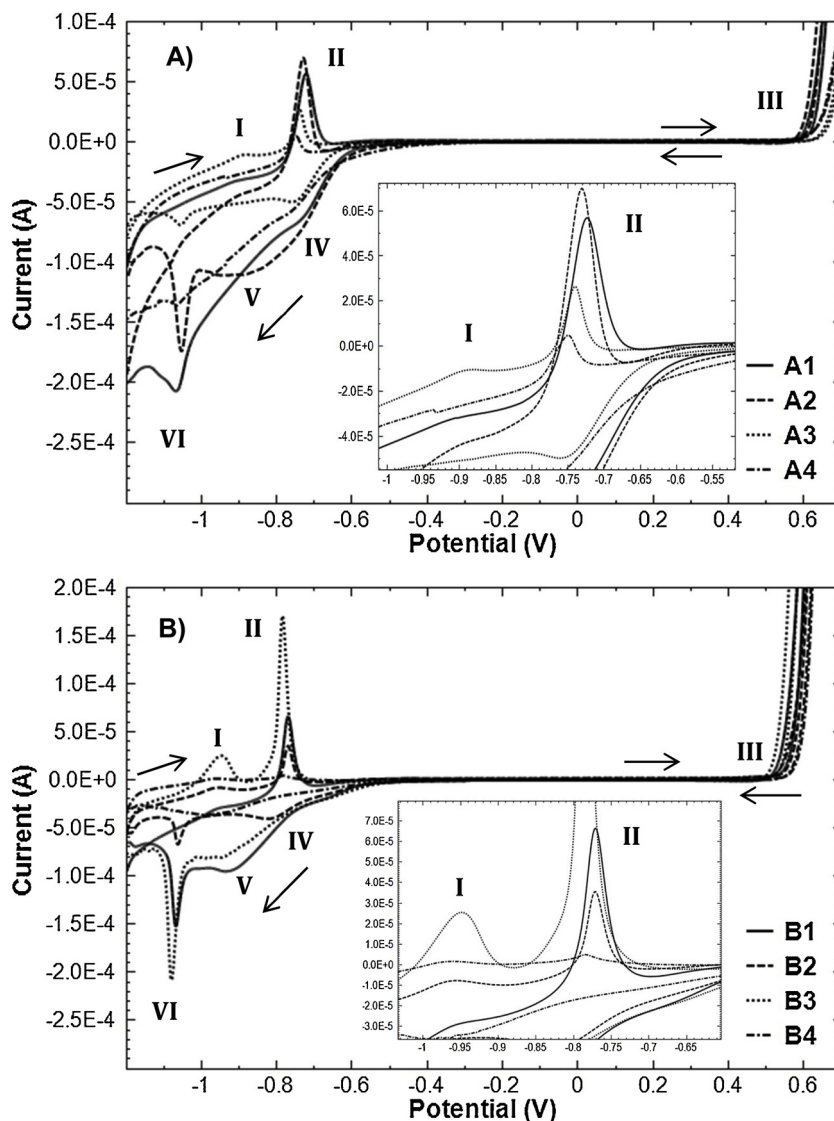 A)
1.0E-4
5.0E-5
0.0E+0
-5.0E-5
-1.0E-4
-1.5E-4
-2.0E-4
-2.5E-4
Current (A)
I
II
III
IV
V
VI
6.0E-5
4.0E-5
2.0E-5
0.0E+0
-2.0E-5
-4.0E-5
I
II
-1 -0.95 -0.9 -0.85 -0.8 -0.75 -0.7 -0.65 -0.6 -0.55
A1
A2
A3
A4
-1 -0.8 -0.6 -0.4 -0.2 0 0.2 0.4 0.6
Potential (V)
B)
2.0E-4
1.5E-4
1.0E-4
5.0E-5
0.0E+0
-5.0E-5
-1.0E-4
-1.5E-4
-2.0E-4
-2.5E-4
Current (A)
I
II
III
IV
V
VI
7.0E-5
6.0E-5
5.0E-5
4.0E-5
3.0E-5
2.0E-5
1.0E-5
0.0E+0
-1.0E-5
-2.0E-5
-3.0E-5
I
II
-1 -0.95 -0.9 -0.85 -0.8 -0.75 -0.7 -0.65
B1
B2
B3
B4
-1 -0.8 -0.6 -0.4 -0.2 0 0.2 0.4 0.6
Potential (V)